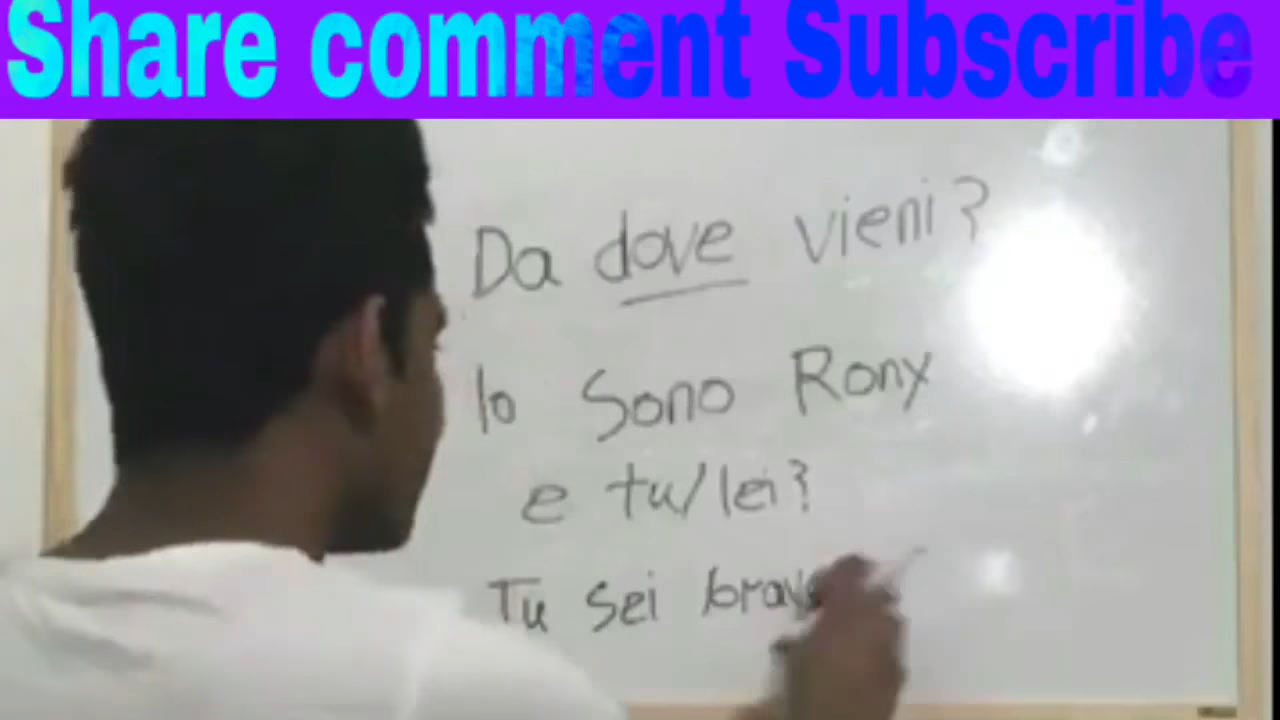 Share comment Subscribe
Da dove vieni?
Io Sono Rony
e tu/lei?
Tu sei